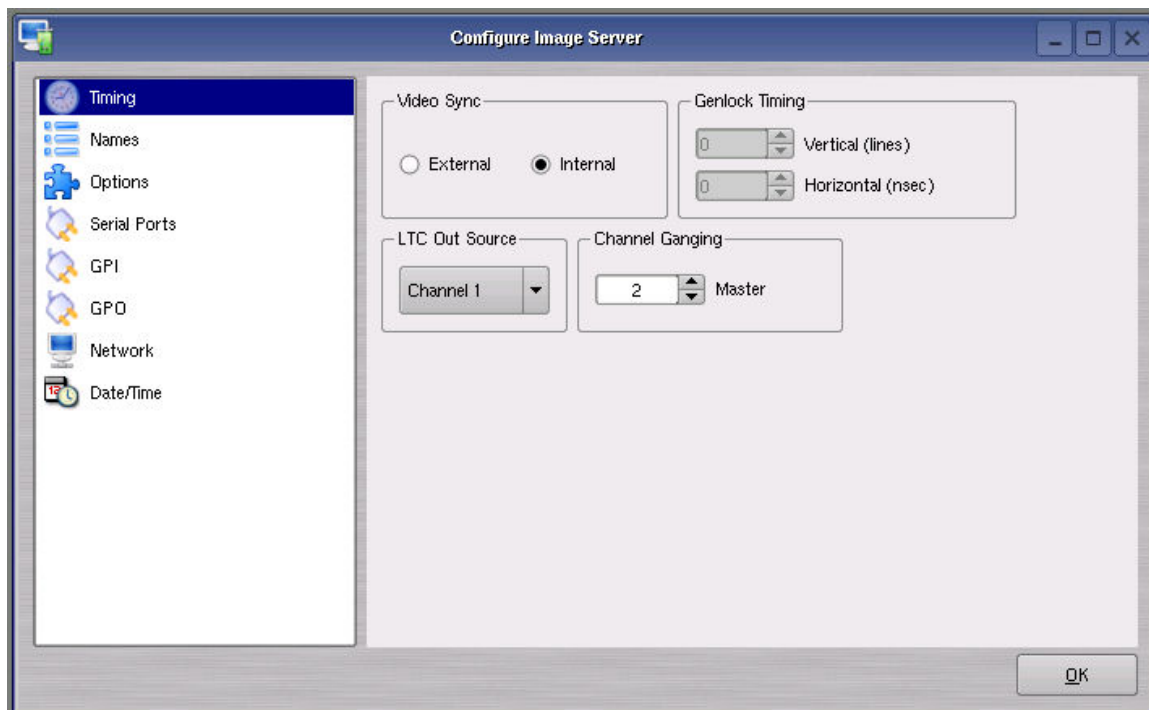 Configure Image Server
Timing
Names
Options
Serial Ports
GPI
GPO
Network
Date/Time
Video Sync
External
Internal
Genlock Timing
0
Vertical (lines)
0
Horizontal (nsec)
LTC Out Source
Channel 1
Channel Ganging
2
Master
OK